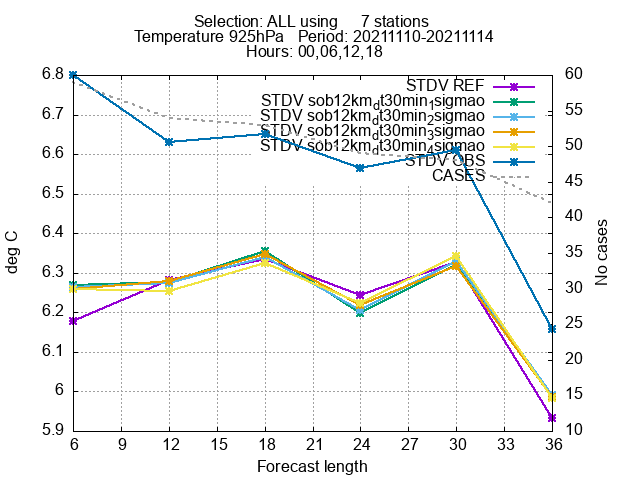 Selection: ALL using 7 stations
Temperature 925hPa Period: 20211110-20211114
Hours: 00,06,12,18
STDV REF
STDV sob12km_dt30min_1sigmao
STDV sob12km_dt30min_2sigmao
STDV sob12km_dt30min_3sigmao
STDV sob12km_dt30min_4sigmao
STDV OBS
CASES
6.8
6.7
6.6
6.5
6.4
6.3
6.2
6.1
6
5.9
deg C
60
55
50
45
40
35
30
25
20
15
10
No cases
6 9 12 15 18 21 24 27 30 33 36
Forecast length